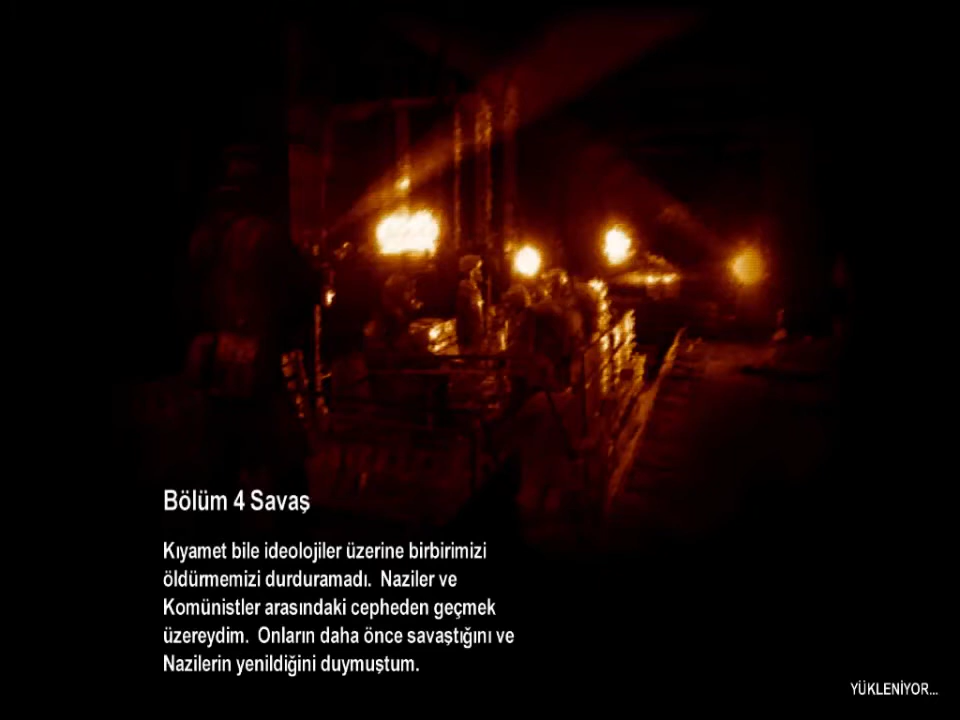 Bölüm 4 Savaş
Kıyamet bile ideolojiler üzerine birbirimizi
öldürmemizi durduramadı.  Naziler ve
Komünistler arasındaki cepheden geçmek
üzereydim.  Onların daha önce savaştığını ve
Nazilerin yenildiğini duymuştum.
YÜKLENİYOR...